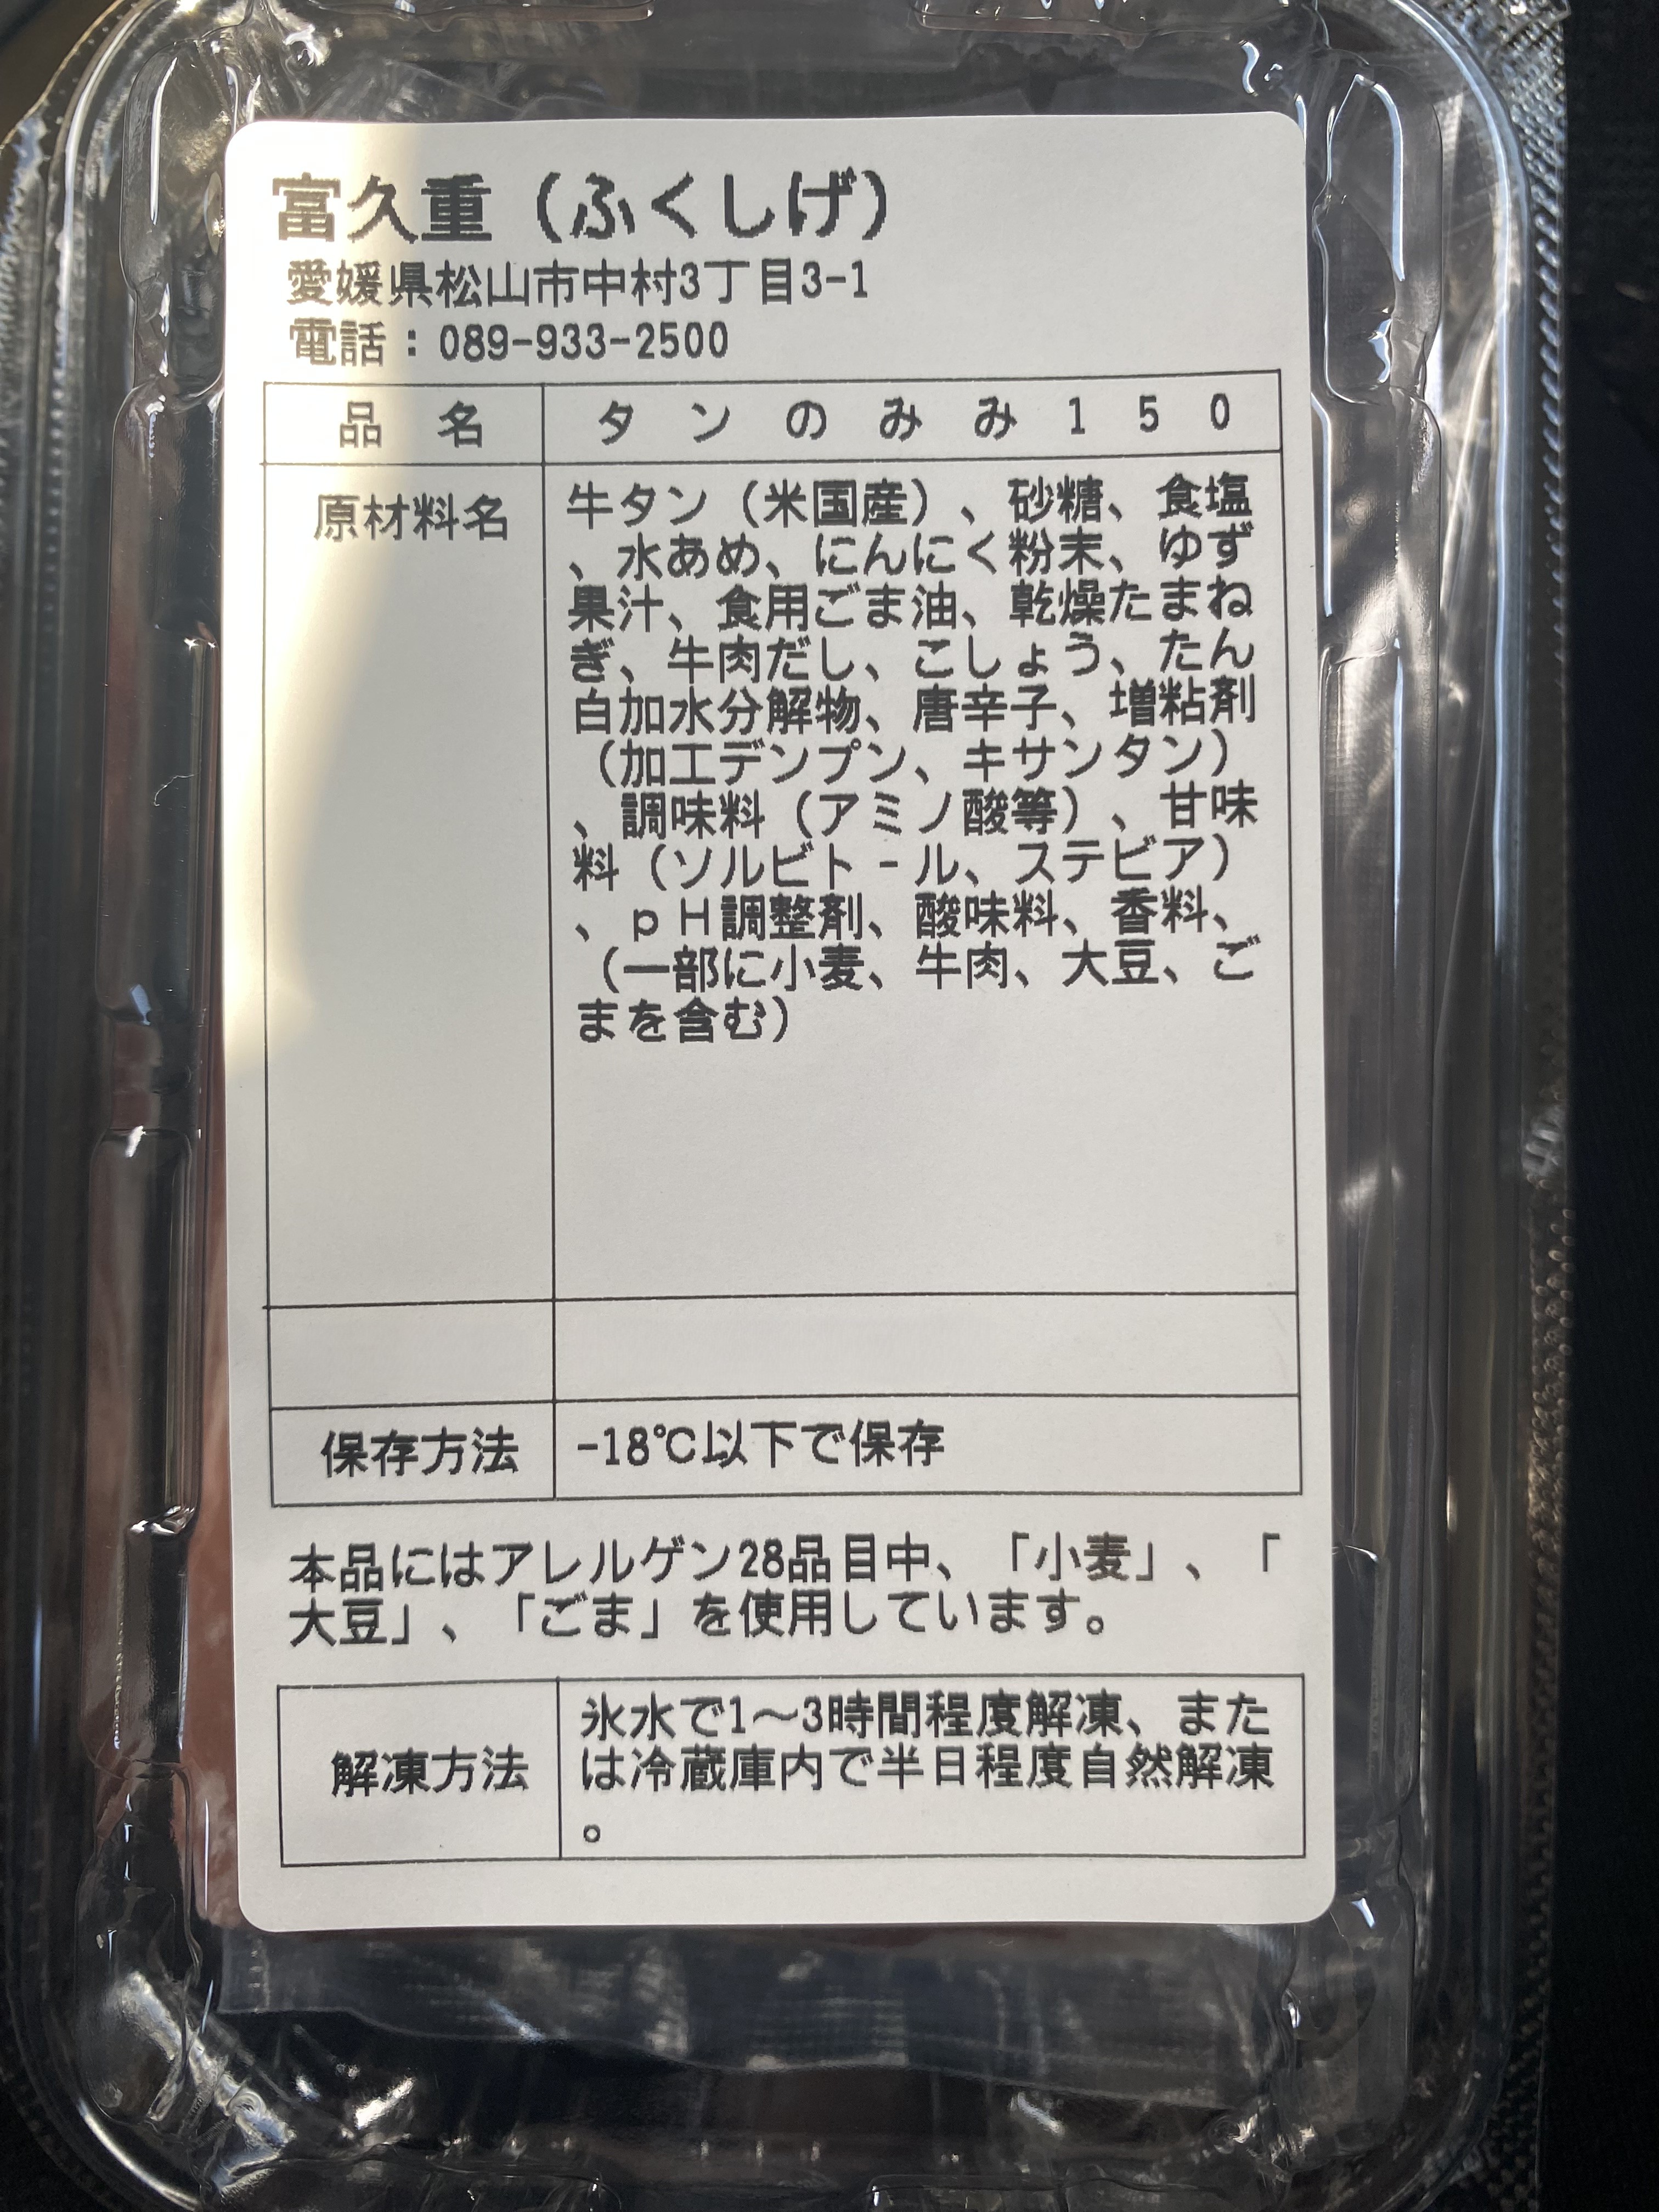 富久重（ふくしげ）
愛媛県松山市中村3丁目3-1
電話：089-933-2500
品名 タンのみみ150
原材料名 牛タン（米国産）、砂糖、食塩
、水あめ、にんにく粉末、ゆず
果汁、食用ごま油、乾燥たまね
ぎ、牛肉だし、こしょう、たん
白加水分解物、唐辛子、増粘剤
（加工デンプン、キサンタン）
、調味料（アミノ酸等）、甘味
料（ソルビト-ル、ステビア）
、ｐＨ調整剤、酸味料、香料、
（一部に小麦、牛肉、大豆、ご
まを含む）
保存方法 -18℃以下で保存
本品にはアレルゲン28品目中、「小麦」、「
大豆」、「ごま」を使用しています。
解凍方法 氷水で1～3時間程度解凍、また
は冷蔵庫内で半日程度自然解凍
。